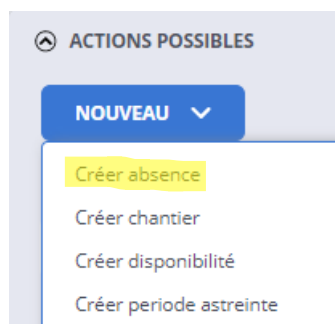 ACTIONS POSSIBLES
NOUVEAU
Créer absence
Créer chantier
Créer disponibilité
Créer periode astreinte